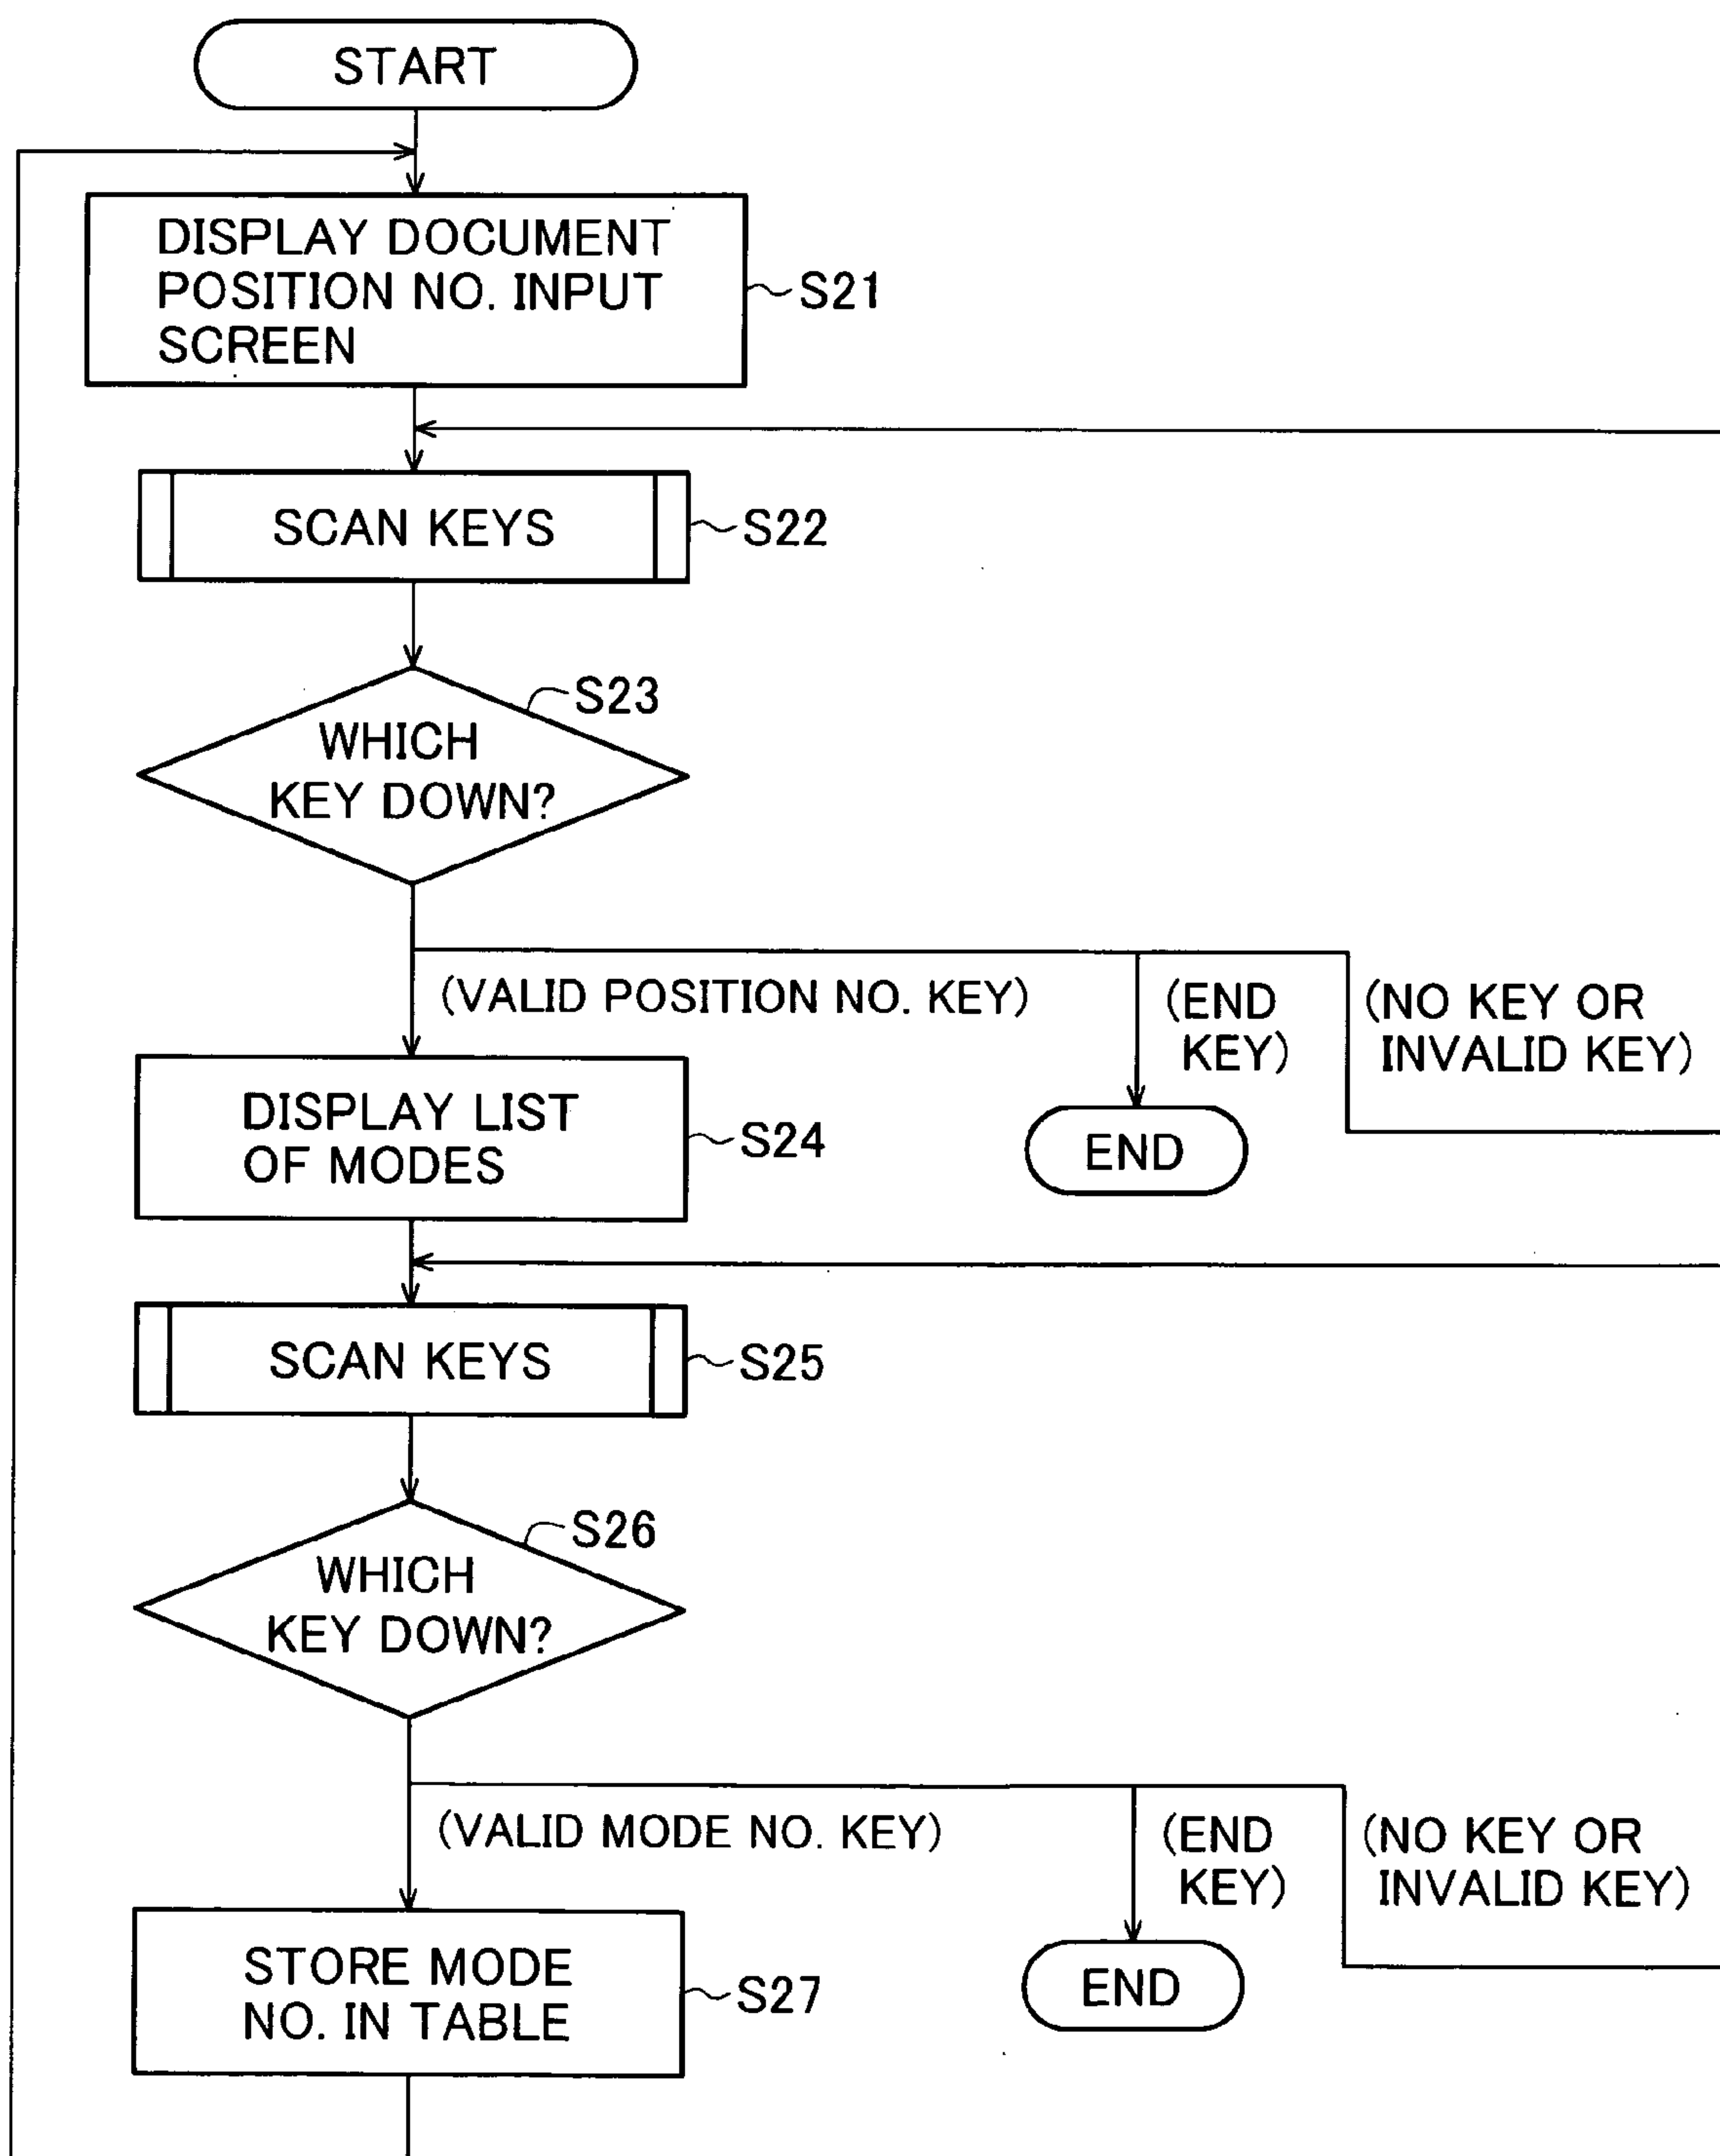 START
DISPLAY DOCUMENT
POSITION NO. INPUT
SCREEN
S21
SCAN KEYS
S22
S23
WHICH
KEY DOWN?
(VALID POSITION NO. KEY)
(END
KEY)
(NO KEY OR
INVALID KEY)
DISPLAY LIST
OF MODES
S24
END
SCAN KEYS
S25
S26
WHICH
KEY DOWN?
(VALID MODE NO. KEY)
(END
KEY)
(NO KEY OR
INVALID KEY)
STORE MODE
NO. IN TABLE
S27
END